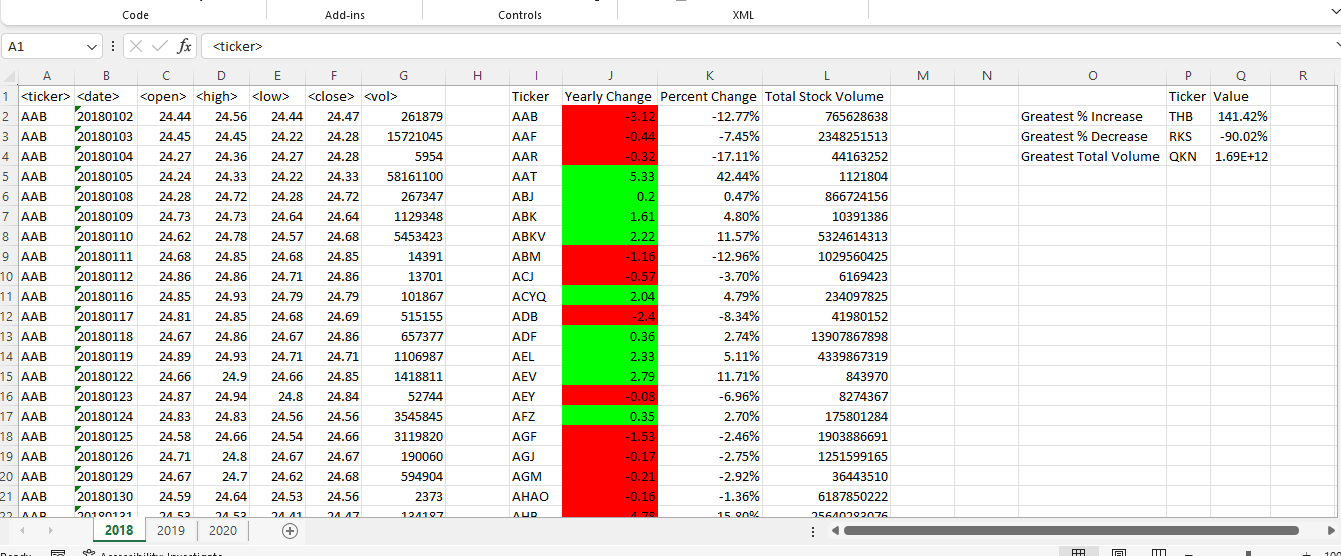 Code Add-ins Controls XML
A1 fx <ticker>
A B C D E F G H I J K L M N O P Q R
1 <ticker> <date> <open> <high> <low> <close> <vol> Ticker Yearly Change Percent Change Total Stock Volume Ticker Value
2 AAB 20180102 24.44 24.56 24.44 24.47 261879 AAB -3.12 -12.77% 765628638 Greatest % Increase THB 141.42%
3 AAB 20180103 24.45 24.45 24.22 24.28 15721045 AAF -0.44 -7.45% 2348251513 Greatest % Decrease RKS -90.02%
4 AAB 20180104 24.27 24.36 24.27 24.28 5954 AAR -0.32 -17.11% 44163252 Greatest Total Volume QKN 1.69E+12
5 AAB 20180105 24.24 24.33 24.22 24.33 58161100 AAT 5.33 42.44% 1121804
6 AAB 20180108 24.28 24.72 24.28 24.72 267347 ABJ 0.2 0.47% 866724156
7 AAB 20180109 24.73 24.73 24.64 24.64 1129348 ABK 1.61 4.80% 10391386
8 AAB 20180110 24.62 24.78 24.57 24.68 5453423 ABKV 2.22 11.57% 5324614313
9 AAB 20180111 24.68 24.85 24.68 24.85 14391 ABM -1.16 -12.96% 1029560425
10 AAB 20180112 24.86 24.86 24.71 24.86 13701 ACJ -0.57 -3.70% 6169423
11 AAB 20180116 24.85 24.93 24.79 24.79 101867 ACYQ 2.04 4.79% 234097825
12 AAB 20180117 24.81 24.85 24.68 24.69 515155 ADB -2.4 -8.34% 41980152
13 AAB 20180118 24.67 24.86 24.67 24.86 657377 ADF 0.36 2.74% 13907867898
14 AAB 20180119 24.89 24.93 24.71 24.71 1106987 AEL 2.33 5.11% 4339867319
15 AAB 20180122 24.66 24.9 24.66 24.85 1418811 AEV 2.79 11.71% 843970
16 AAB 20180123 24.87 24.94 24.8 24.84 52744 AEY -0.08 -6.96% 8274367
17 AAB 20180124 24.83 24.83 24.56 24.56 3545845 AFZ 0.35 2.70% 175801284
18 AAB 20180125 24.58 24.66 24.54 24.66 3119820 AGF -1.53 -2.46% 1903886691
19 AAB 20180126 24.71 24.8 24.67 24.67 190060 AGJ -0.17 -2.75% 1251599165
20 AAB 20180129 24.67 24.7 24.62 24.68 594904 AGM -0.21 -2.92% 36443510
21 AAB 20180130 24.59 24.64 24.53 24.56 2373 AHAO -0.16 -1.36% 6187850222
22 AAB 20180131 24.53 24.53 24.41 24.47 134187 AHB 15.80% 25640283076
2018 2019 2020
Ready Accessibility: Investigate